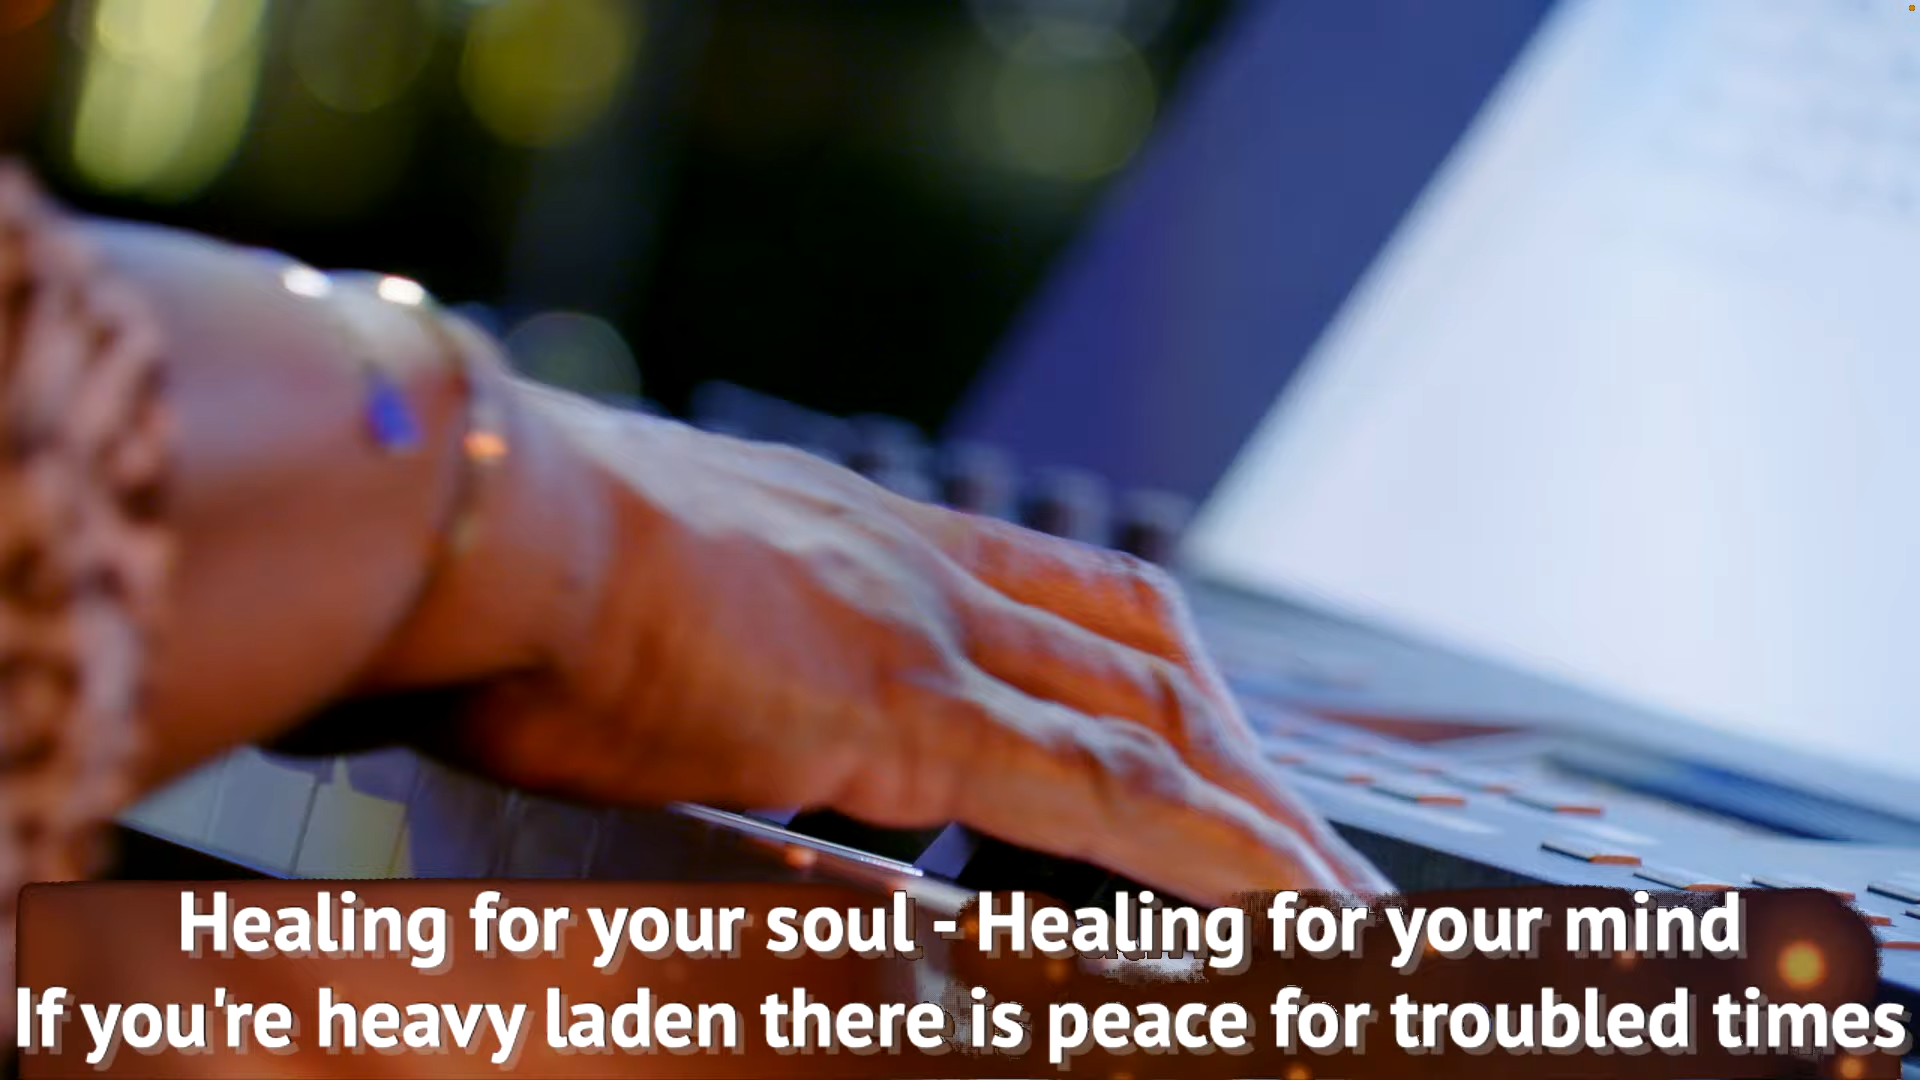 Healing for your soul - Healing for your mind
If you're heavy laden there is peace for troubled times